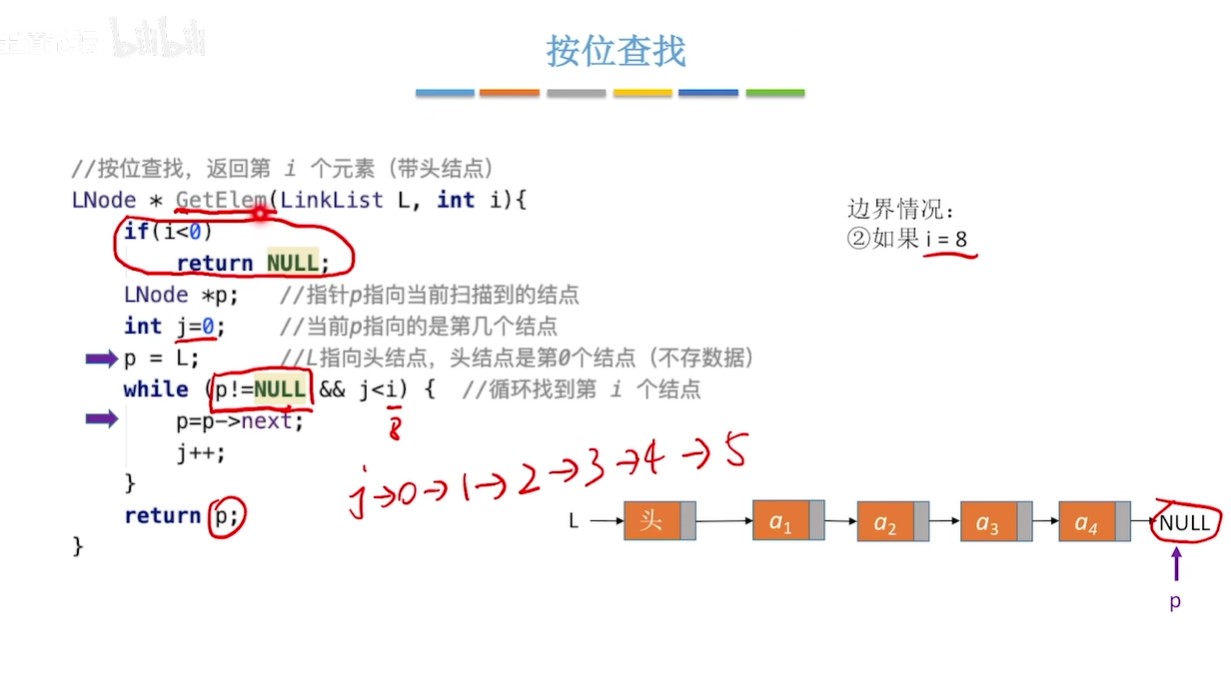 bilibili
按位查找
//按位查找，返回第 i 个元素（带头结点）
LNode * GetElem(LinkList L, int i){
if(i<0)
return NULL;
LNode *p; //指针p指向当前扫描到的结点
int j=0; //当前p指向的是第几个结点
p = L; //L指向头结点，头结点是第0个结点（不存数据）
while (p!=NULL && j<i) { //循环找到第 i 个结点
p=p->next;
8
j++;
}
return p;
}
j→0→1→2→3→4→5
边界情况：
②如果 i = 8
L 头 a1 a2 a3 a4 NULL
p